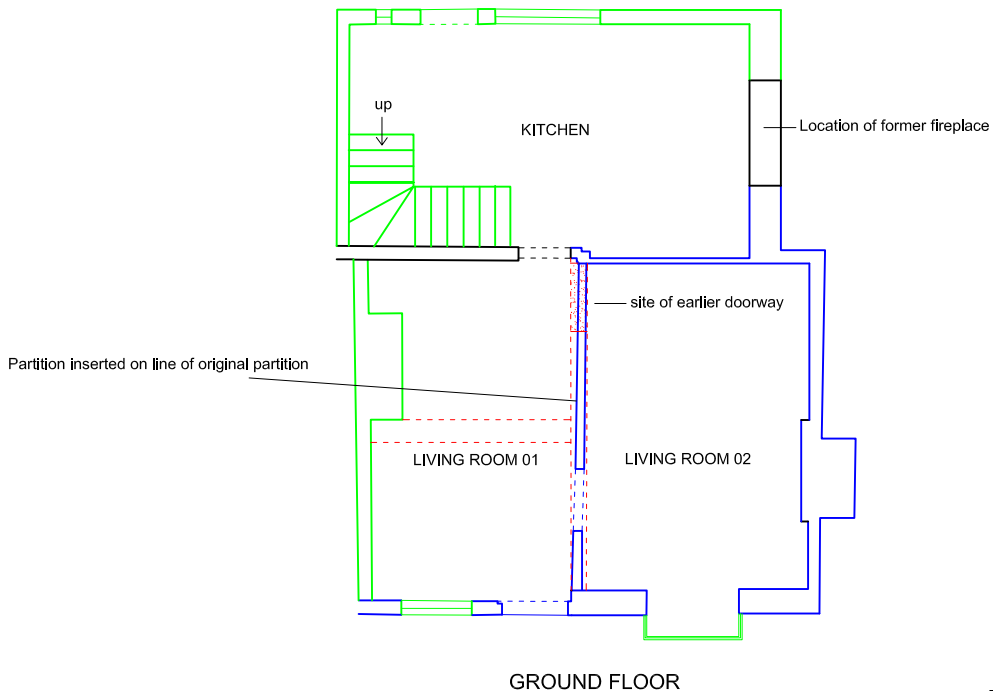 up
KITCHEN
Location of former fireplace
site of earlier doorway
Partition inserted on line of original partition
LIVING ROOM 01
LIVING ROOM 02
GROUND FLOOR